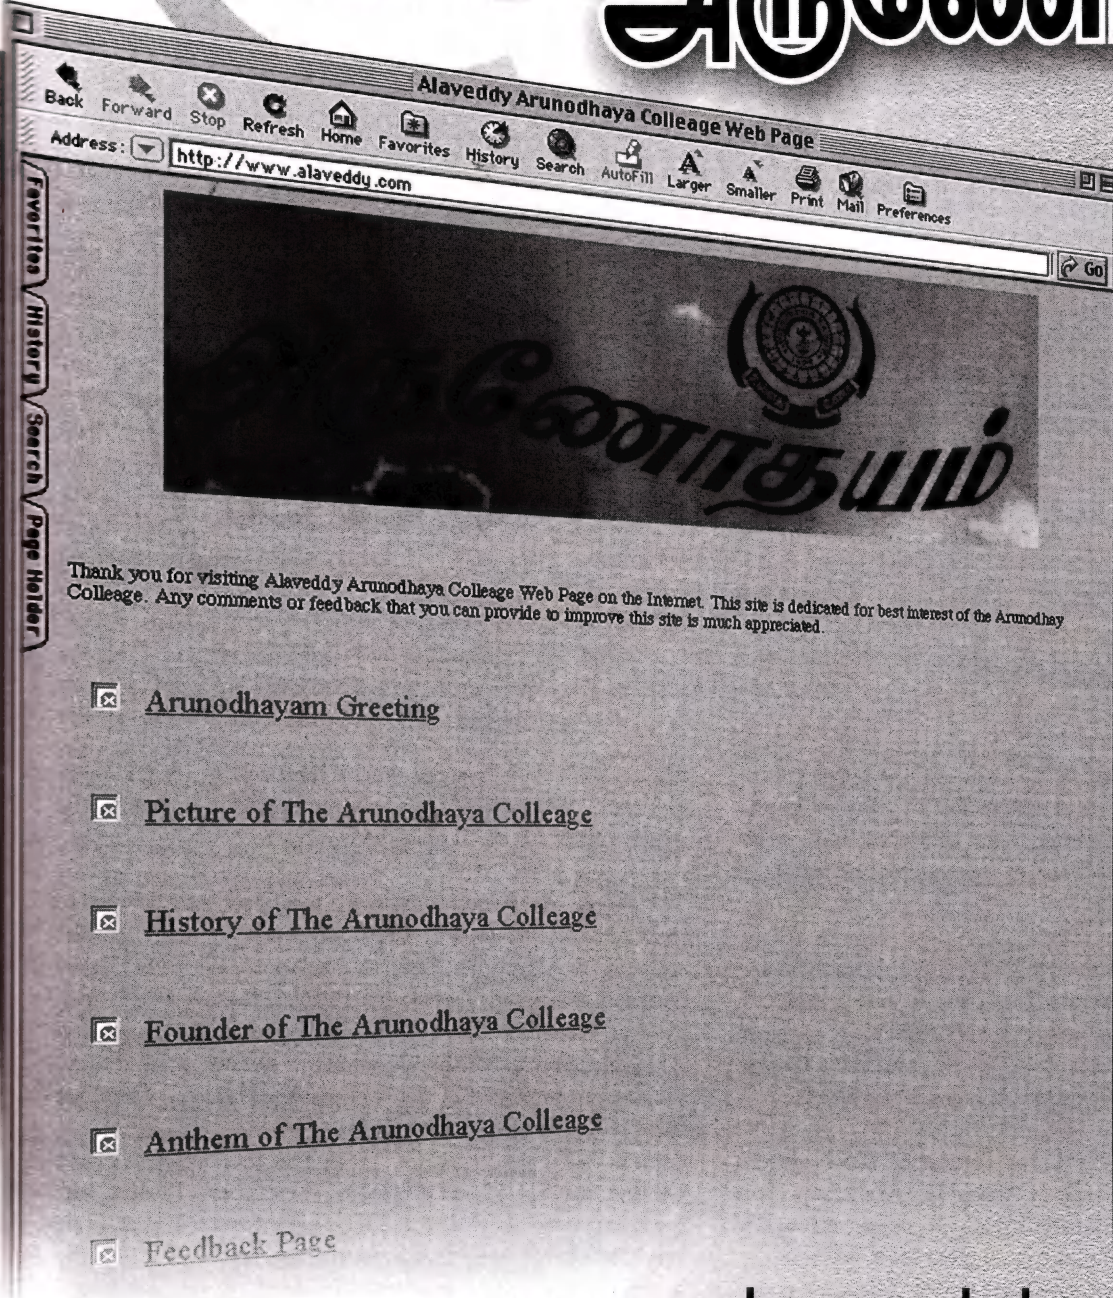 Alaveddy Arunodhaya Colleage Web Page
Back Forward Stop Refresh Home Favorites History Search AutoFill Larger Smaller Print Mail Preferences
Address: http://www.alaveddy.com Go
Favorites History Search Page Holder
அருணோதயம்
Thank you for visiting Alaveddy Arunodhaya Colleage Web Page on the Internet. This site is dedicated for best interest of the Arunodhay
Colleage. Any comments or feedback that you can provide to improve this site is much appreciated.
Arunodhayam Greeting
Picture of The Arunodhaya Colleage
History of The Arunodhaya Colleage
Founder of The Arunodhaya Colleage
Anthem of The Arunodhaya Colleage
Feedback Page